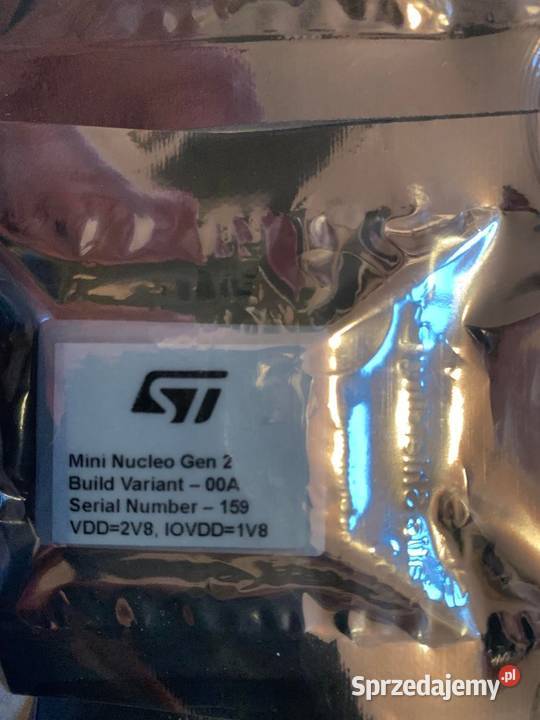 ST
Mini Nucleo Gen 2
Build Variant – 00A
Serial Number – 159
VDD=2V8, IOVDD=1V8
Sprzedajemy.pl